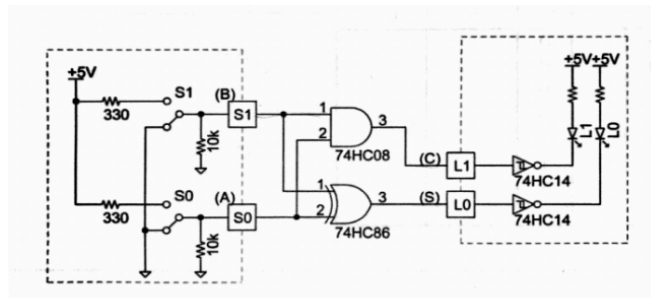 +5V
S1
330
(B)
S1
10k
S0
330
(A)
S0
10k
1
2
3
74HC08
1
2
3
74HC86
(C)
L1
74HC14
(S)
L0
74HC14
+5V+5V
L1
L0